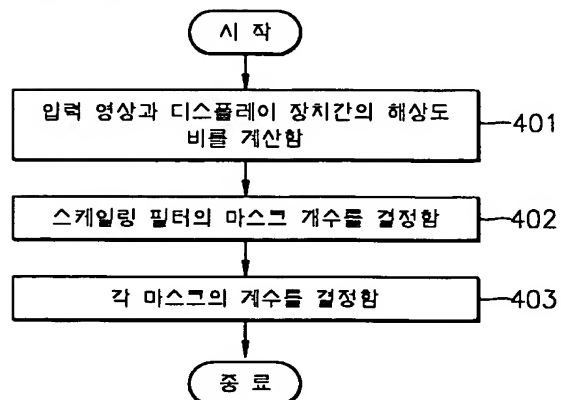 시 작
입력 영상과 디스플레이 장치간의 해상도
비를 계산함
401
스케일링 필터의 마스크 개수를 결정함
402
각 마스크의 계수를 결정함
403
종 료